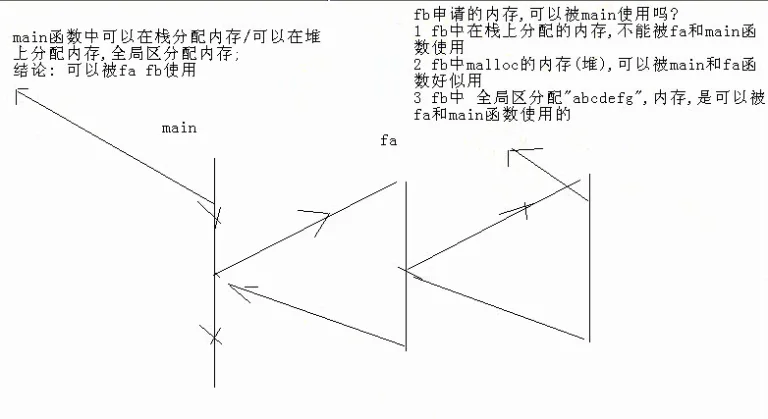 main函数中可以在栈分配内存/可以在堆
上分配内存,全局区分配内存;
结论: 可以被fa fb使用
main
fa
fb申请的内存,可以被main使用吗?
1 fb中在栈上分配的内存,不能被fa和main函
数使用
2 fb中malloc的内存(堆),可以被main和fa函
数好似用
3 fb中 全局区分配"abcdefg",内存,是可以被
fa和main函数使用的